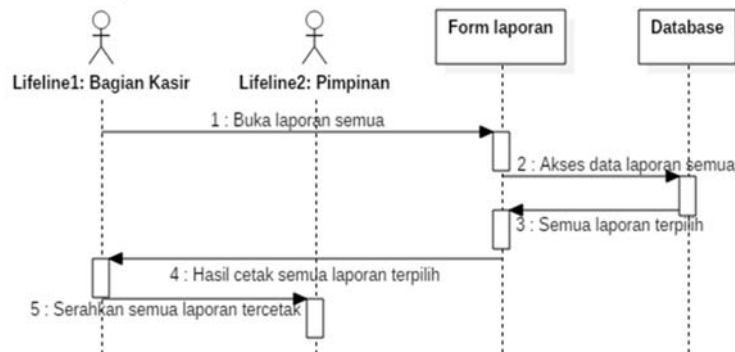 Form laporan
Database
Lifeline1: Bagian Kasir
Lifeline2: Pimpinan
1 : Buka laporan semua
2 : Akses data laporan semua
3 : Semua laporan terpilih
4 : Hasil cetak semua laporan terpilih
5 : Serahkan semua laporan tercetak